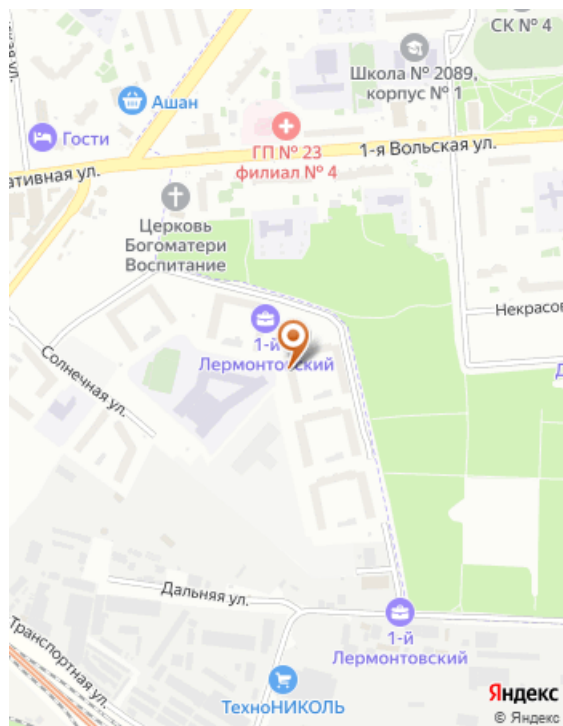 СК № 4
Школа № 2089,
корпус № 1
Ашан
Гости
ГП № 23
филиал № 4
1-я Вольская ул.
ативная ул.
Церковь
Богоматери
Воспитание
Некрасов
1-й
Лермонтовский
Солнечная ул.
Дальняя ул.
1-й
Лермонтовский
Транспортная ул.
ТехноНИКОЛЬ
Яндекс
© Яндекс